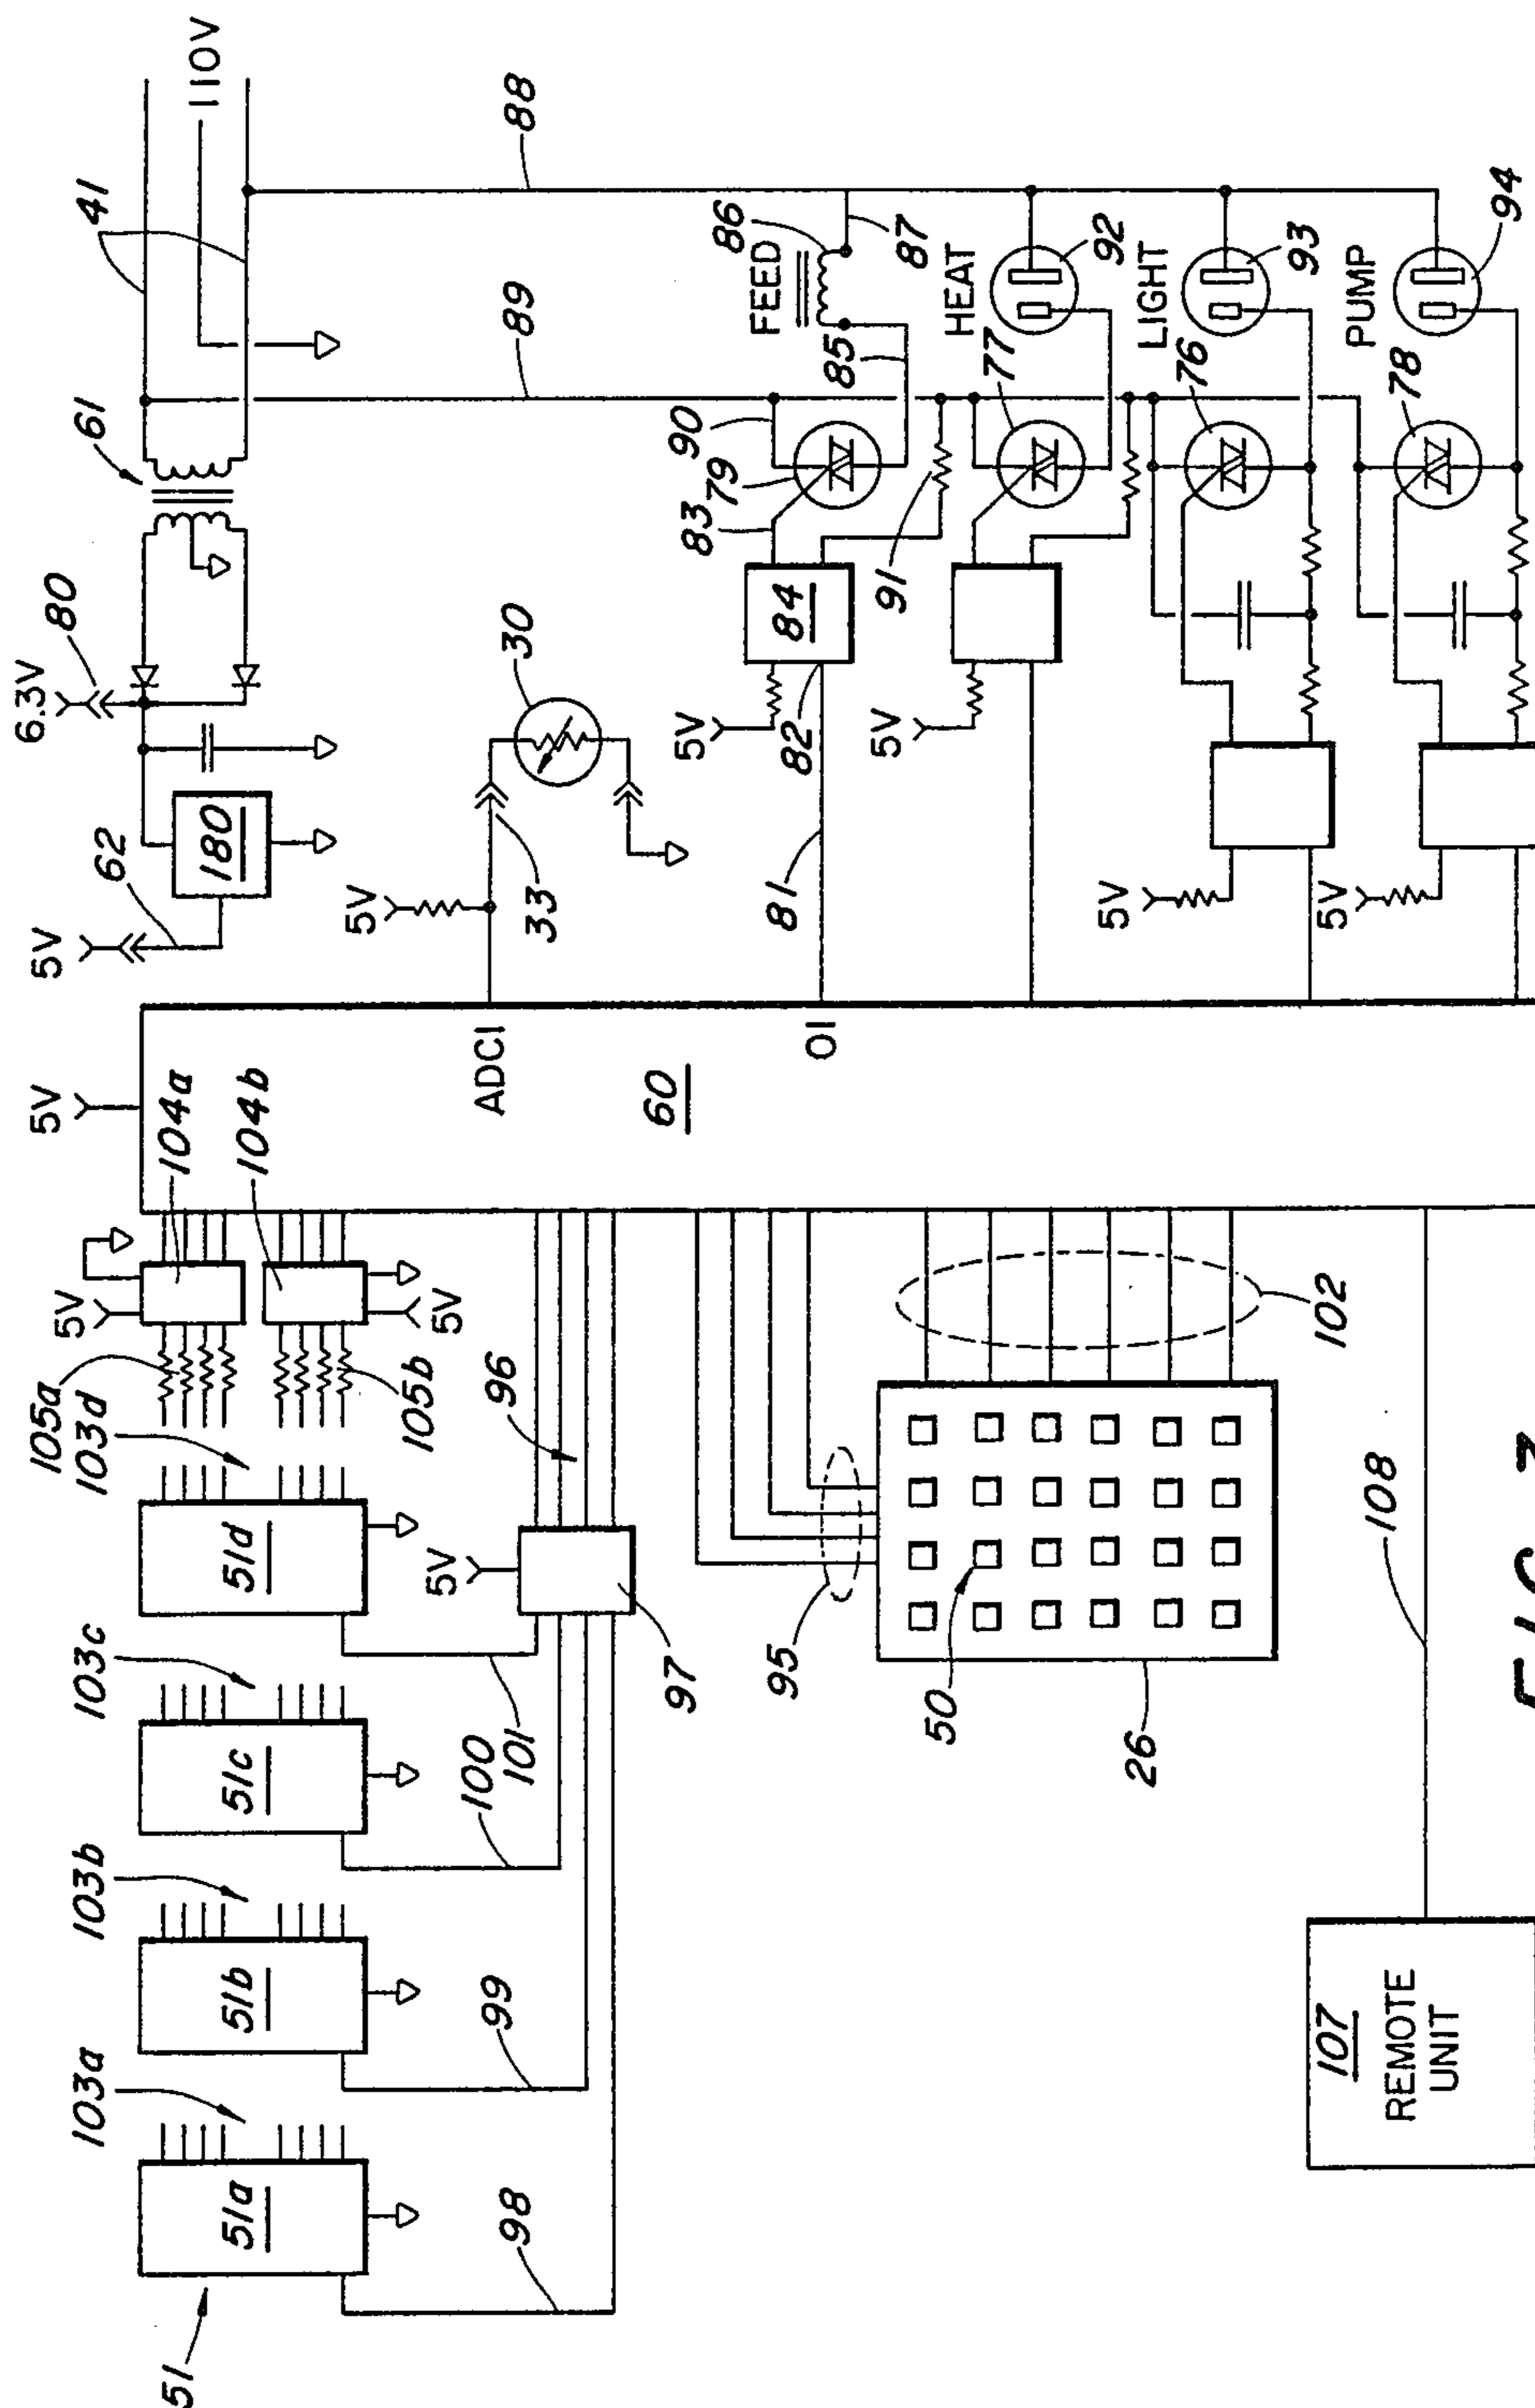 51
51a
103a
51b
103b
51c
103c
51d
103d
105a
105b
5V
104a
5V
104b
5V
98
99
100
101
96
5V
97
95
50
26
102
107
REMOTE
UNIT
108
60
ADC1
01
5V
62
180
6.3V
80
61
41
110V
5V
33
30
89
88
5V
82
81
84
83
79
90
91
85
FEED
86
87
5V
77
HEAT
92
5V
76
LIGHT
93
5V
78
PUMP
94